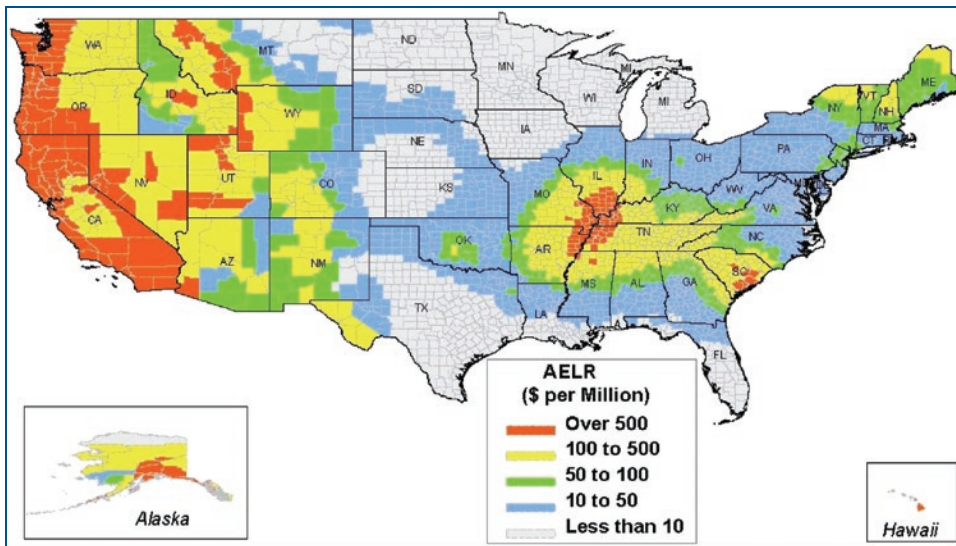 WA
MT
ND
MN
MI
ME
VT
NH
NY
MA
CT
OR
ID
WY
SD
WI
MI
IA
NE
NV
UT
CO
KS
MO
IL
IN
OH
PA
WV
VA
KY
CA
AZ
NM
OK
AR
TN
NC
SC
MS
AL
GA
TX
LA
FL
AELR
($ per Million)
Over 500
100 to 500
50 to 100
10 to 50
Less than 10
Alaska
Hawaii